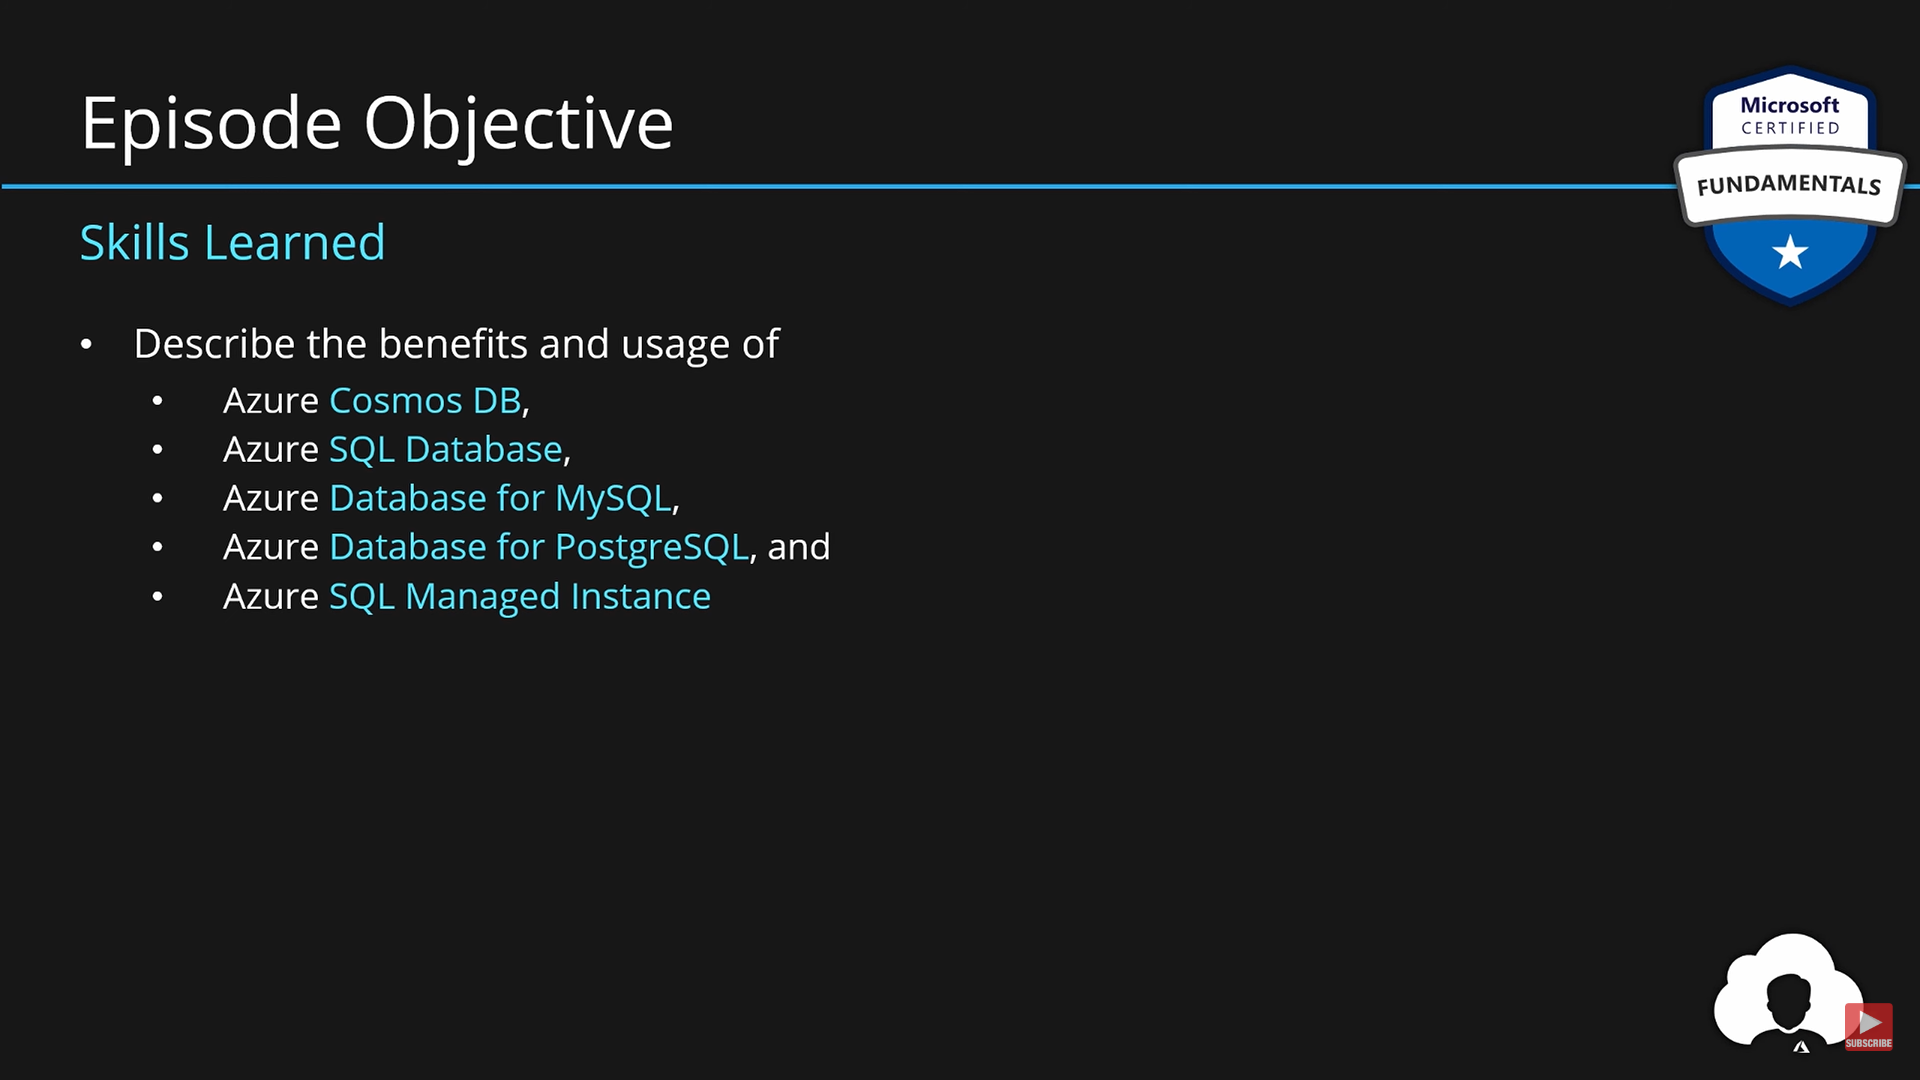 Episode Objective
Microsoft
CERTIFIED
FUNDAMENTALS
Skills Learned
• Describe the benefits and usage of
• Azure Cosmos DB,
• Azure SQL Database,
• Azure Database for MySQL,
• Azure Database for PostgreSQL, and
• Azure SQL Managed Instance
SUBSCRIBE